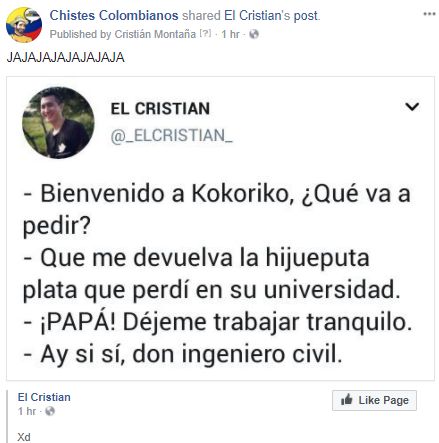 Chistes Colombianos shared El Cristian's post.
Published by Cristián Montaña [?] · 1 hr ·
JAJAJAJAJAJAJAJA
EL CRISTIAN
@_ELCRISTIAN_
- Bienvenido a Kokoriko, ¿Qué va a
pedir?
- Que me devuelva la hijueputa
plata que perdí en su universidad.
- ¡PAPÁ! Déjeme trabajar tranquilo.
- Ay si sí, don ingeniero civil.
El Cristian
Like Page
1 hr ·
Xd